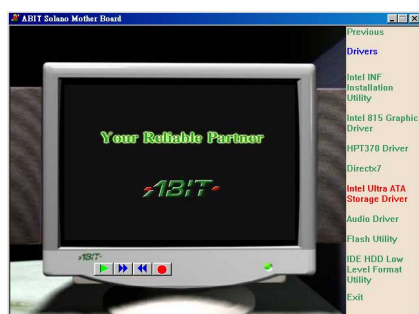 ABIT Solano Mother Board
Previous
Drivers
Intel INF
Installation
Utility
Intel 815 Graphic
Driver
HPT370 Driver
Directx7
Intel Ultra ATA
Storage Driver
Audio Driver
Flash Utility
IDE HDD Low
Level Format
Utility
Exit
Your Reliable Partner
ABIT
ABIT